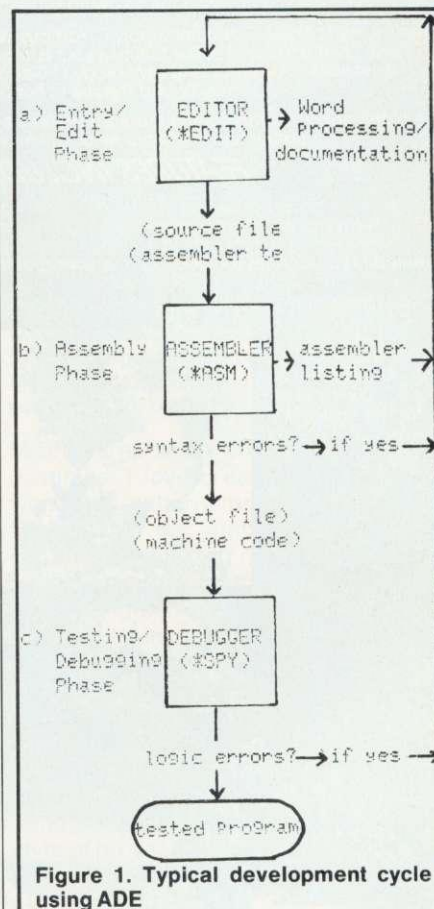 a) Entry/
Edit
Phase
EDITOR
(*EDIT)
Word
Processing/
documentation
(source file
(assembler te
b) Assembly
Phase
ASSEMBLER
(*ASM)
assembler
listing
syntax errors? if yes
(object file)
(machine code)
c) Testing/
Debugging
Phase
DEBUGGER
(*SPY)
logic errors? if yes
tested Program
Figure 1. Typical development cycle
using ADE